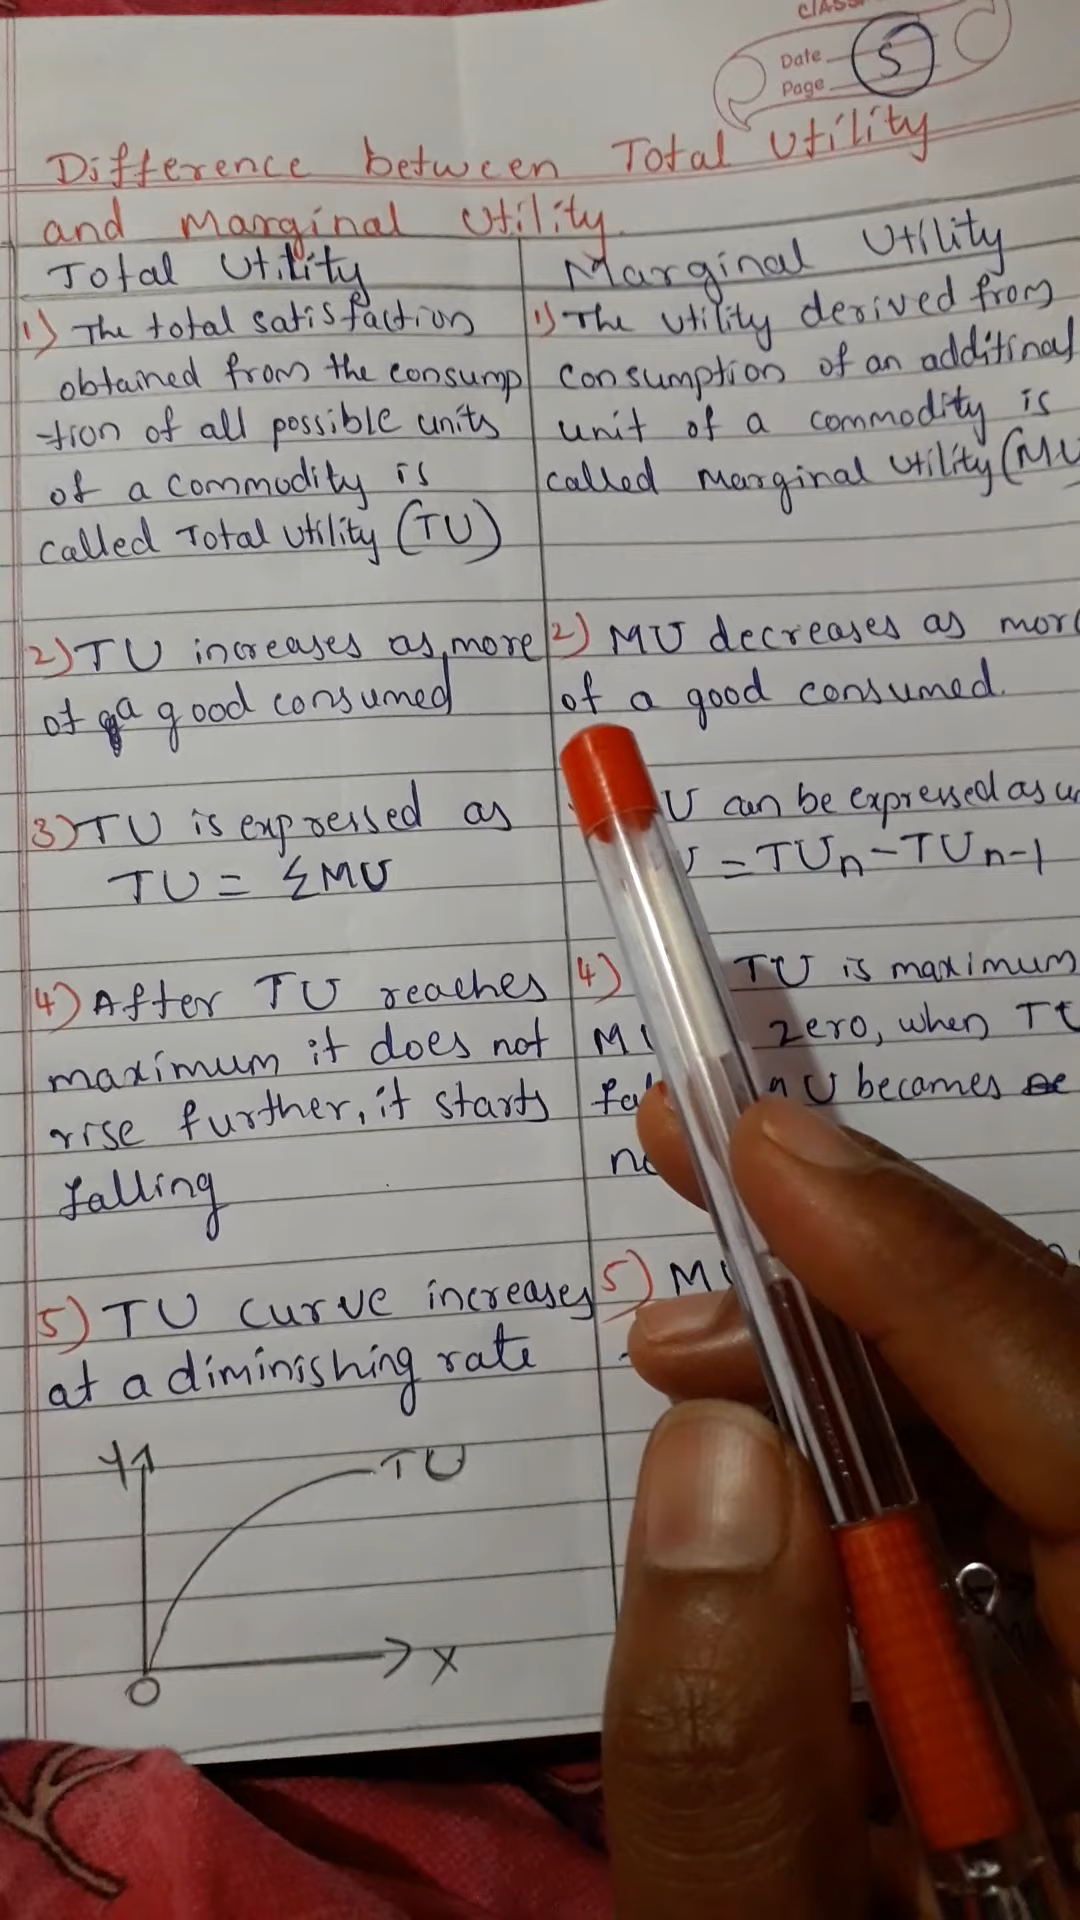 Date
Page
5
Difference between Total Utility
and Marginal Utility
Total Utility
1) The total satisfaction
obtained from the consump
-tion of all possible units
of a commodity is
called Total utility (TU)
2) TU increases as more
of a good consumed
3) TU is expressed as
TU = ΣMU
4) After TU reaches
maximum it does not
rise further, it starts
falling
5) TU curve increases
at a diminishing rate
Y
TU
X
O
Marginal Utility
1) The utility derived from
consumption of an additinal
unit of a commodity is
called Marginal utility (MU
2) MU decreases as more
of a good consumed.
U can be expressed as
= TUn - TUn-1
4) TU is maximum
zero, when TU
U becomes
5)